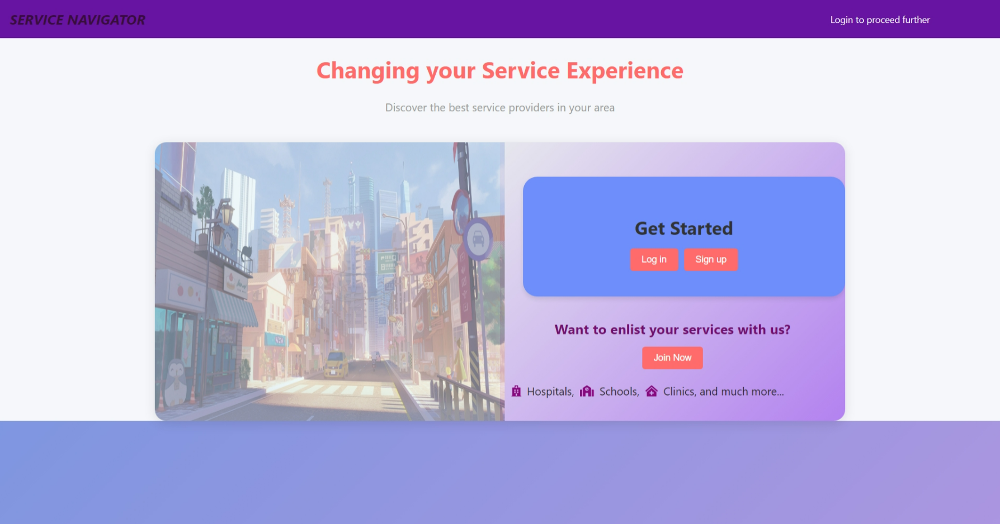 SERVICE NAVIGATOR
Login to proceed further
Changing your Service Experience
Discover the best service providers in your area
Get Started
Log in
Sign up
Want to enlist your services with us?
Join Now
Hospitals, Schools, Clinics, and much more...